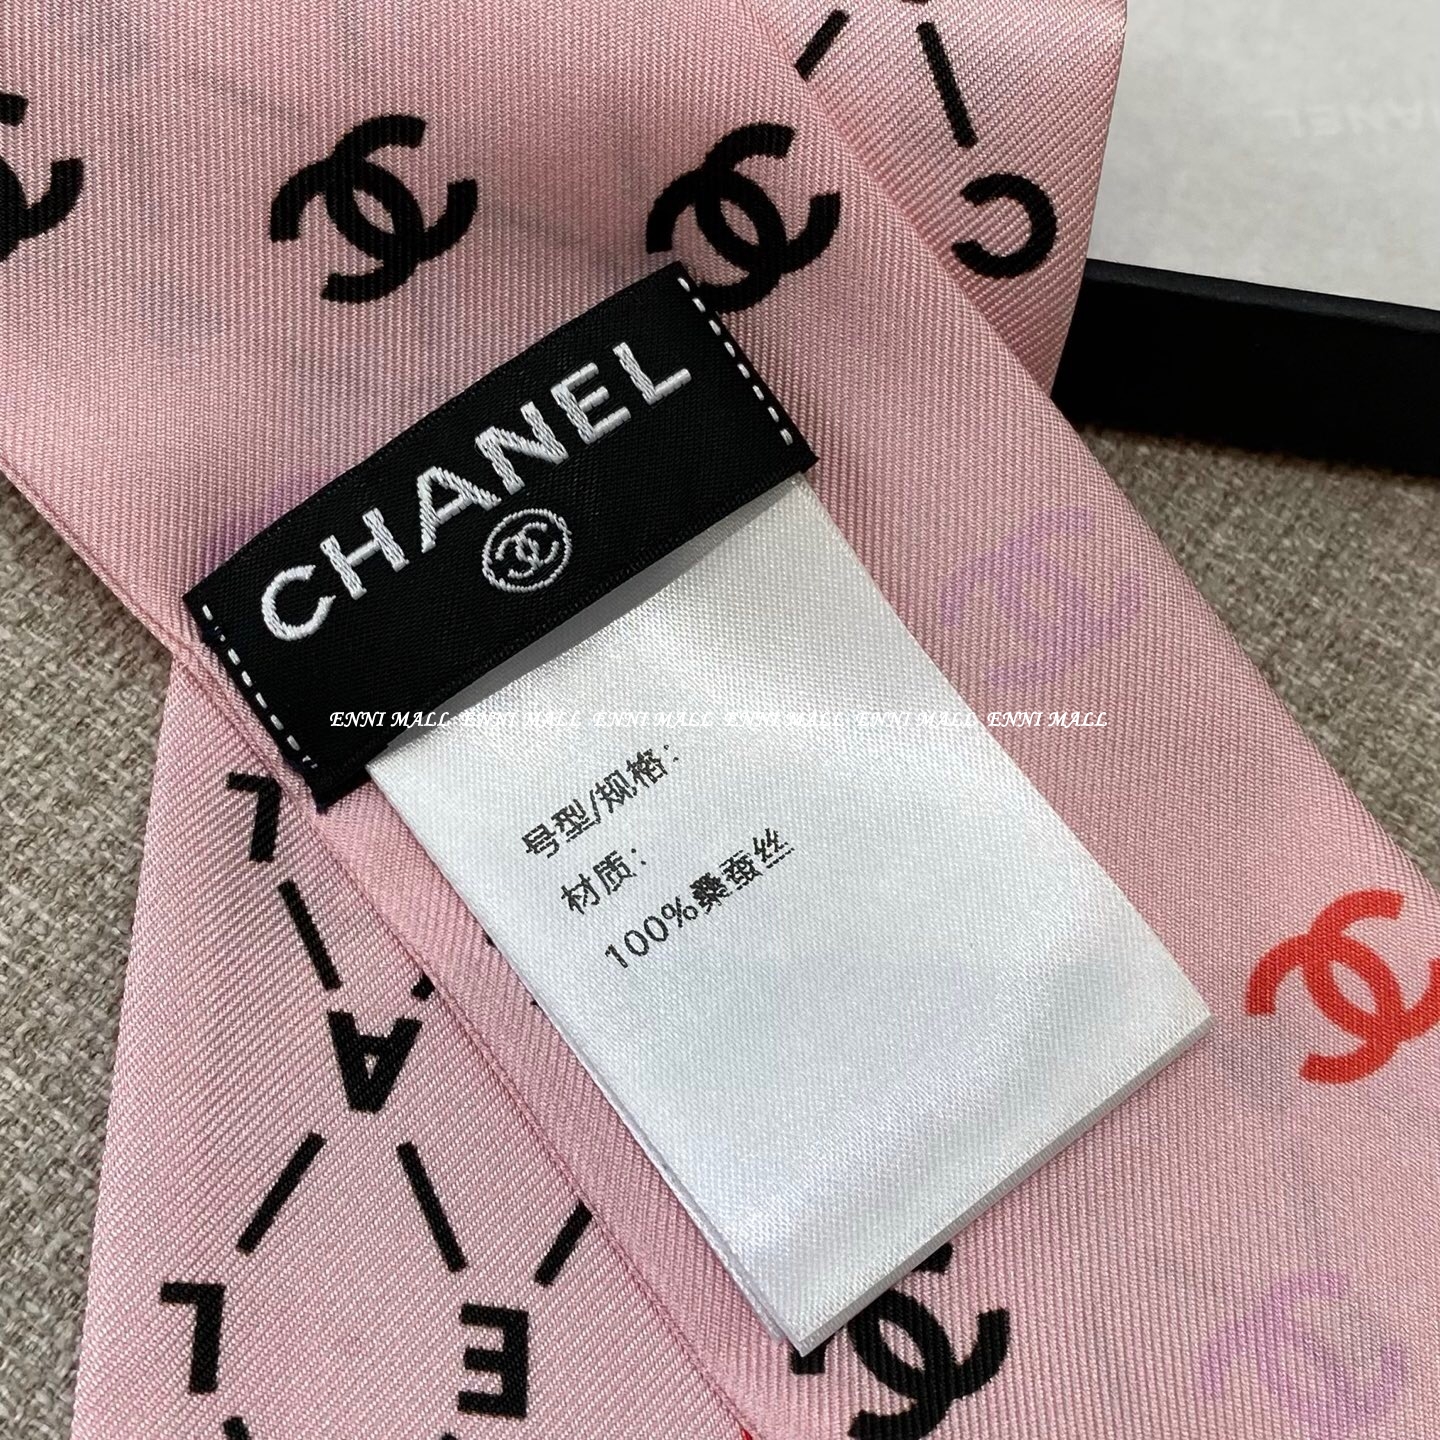 CHANEL
ENNI MALL ENNI MALL ENNI MALL ENNI MALL ENNI MALL ENNI MALL
号型/规格:
材质:
100%桑蚕丝
C
L
A
L
E
CHANEL